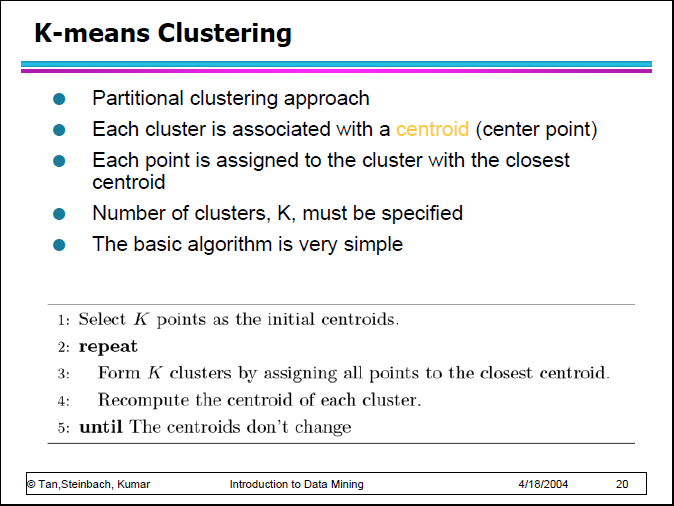 K-means Clustering
Partitional clustering approach
Each cluster is associated with a centroid (center point)
Each point is assigned to the cluster with the closest
centroid
Number of clusters, K, must be specified
The basic algorithm is very simple
1: Select K points as the initial centroids.
2: repeat
3: Form K clusters by assigning all points to the closest centroid.
4: Recompute the centroid of each cluster.
5: until The centroids don't change
© Tan,Steinbach, Kumar Introduction to Data Mining 4/18/2004 20